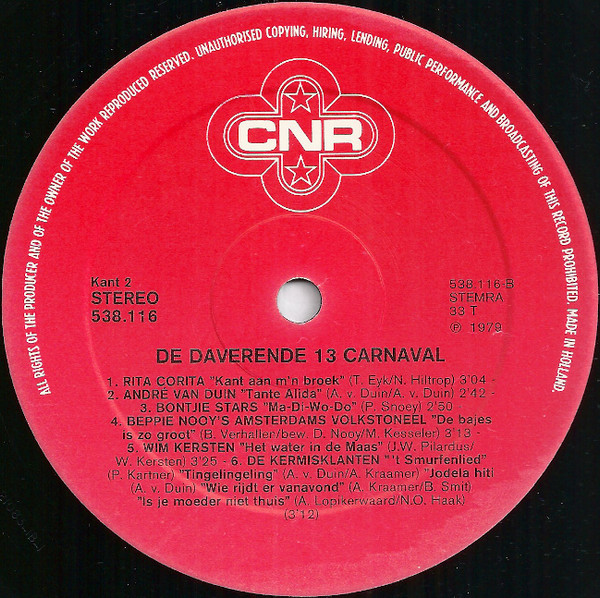 ALL RIGHTS OF THE PRODUCER AND OF THE OWNER OF THE WORK REPRODUCED RESERVED. UNAUTHORISED COPYING, HIRING, LENDING, PUBLIC PERFORMANCE AND BROADCASTING OF THIS RECORD PROHIBITED. MADE IN HOLLAND.
CNR
Kant 2
STEREO
538.116
538.116-B
STEMRA
33 T
℗ 1979
DE DAVERENDE 13 CARNAVAL
1. RITA CORITA "Kant aan m'n broek" (T. Eyk/N. Hiltrop) 3'04 -
2. ANDRÉ VAN DUIN "Tante Alida" (A. v. Duin/A. v. Duin) 2'42 -
3. BONTJIE STARS "Ma-Di-Wo-Do" (P. Snoey) 2'50 -
4. BEPPIE NOOY'S AMSTERDAMS VOLKSTONEEL "De bajes
is zo groot" (B. Verhallen/bew. D. Nooy/M. Kesseler) 3'13 -
5. WIM KERSTEN "Het water in de Maas" (J.W. Pilardus/
W. Kersten) 3'25 - 6. DE KERMISKLANTEN "'t Smurfenlied"
(P. Kartner) "Tingelingeling" (A. v. Duin/A. Kraamer) "Jodela hiti
(A. v. Duin) "Wie rijdt er vanavond" (A. Kraamer/B. Smit)
"Is je moeder niet thuis" (A. Lopikerwaard/N.O. Haak)
(3'12)